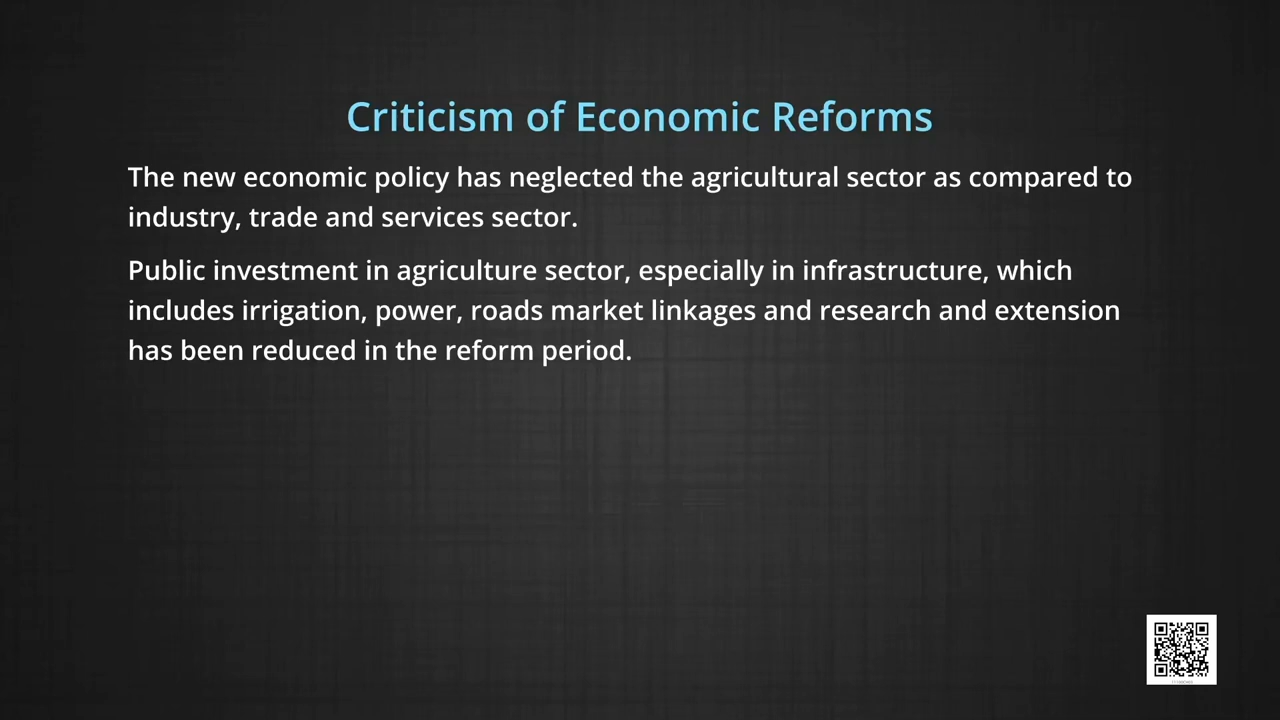 Criticism of Economic Reforms
The new economic policy has neglected the agricultural sector as compared to
industry, trade and services sector.
Public investment in agriculture sector, especially in infrastructure, which
includes irrigation, power, roads market linkages and research and extension
has been reduced in the reform period.